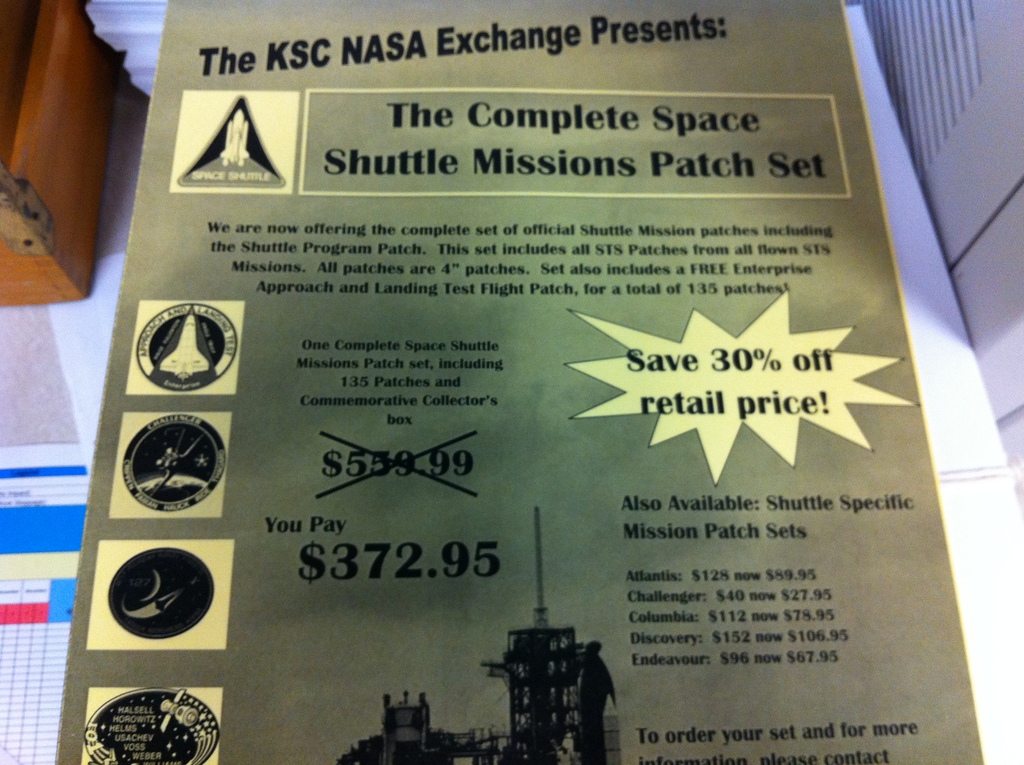 The KSC NASA Exchange Presents:
SPACE SHUTTLE
The Complete Space
Shuttle Missions Patch Set
We are now offering the complete set of official Shuttle Mission patches including
the Shuttle Program Patch. This set includes all STS Patches from all flown STS
Missions. All patches are 4" patches. Set also includes a FREE Enterprise
Approach and Landing Test Flight Patch, for a total of 135 patches!
APPROACH AND LANDING TEST
Enterprise
One Complete Space Shuttle
Missions Patch set, including
135 Patches and
Commemorative Collector's
box
$559.99
You Pay
$372.95
Save 30% off
retail price!
CHALLENGER
CRIPPEN FABIAN HAUCK RIDE THAGARD
127
HALSELL
HOROWITZ
HELMS
USACHEV
VOSS
WEBER
WILLIAMS
Also Available: Shuttle Specific
Mission Patch Sets
Atlantis: $128 now $89.95
Challenger: $40 now $27.95
Columbia: $112 now $78.95
Discovery: $152 now $106.95
Endeavour: $96 now $67.95
To order your set and for more
information, please contact